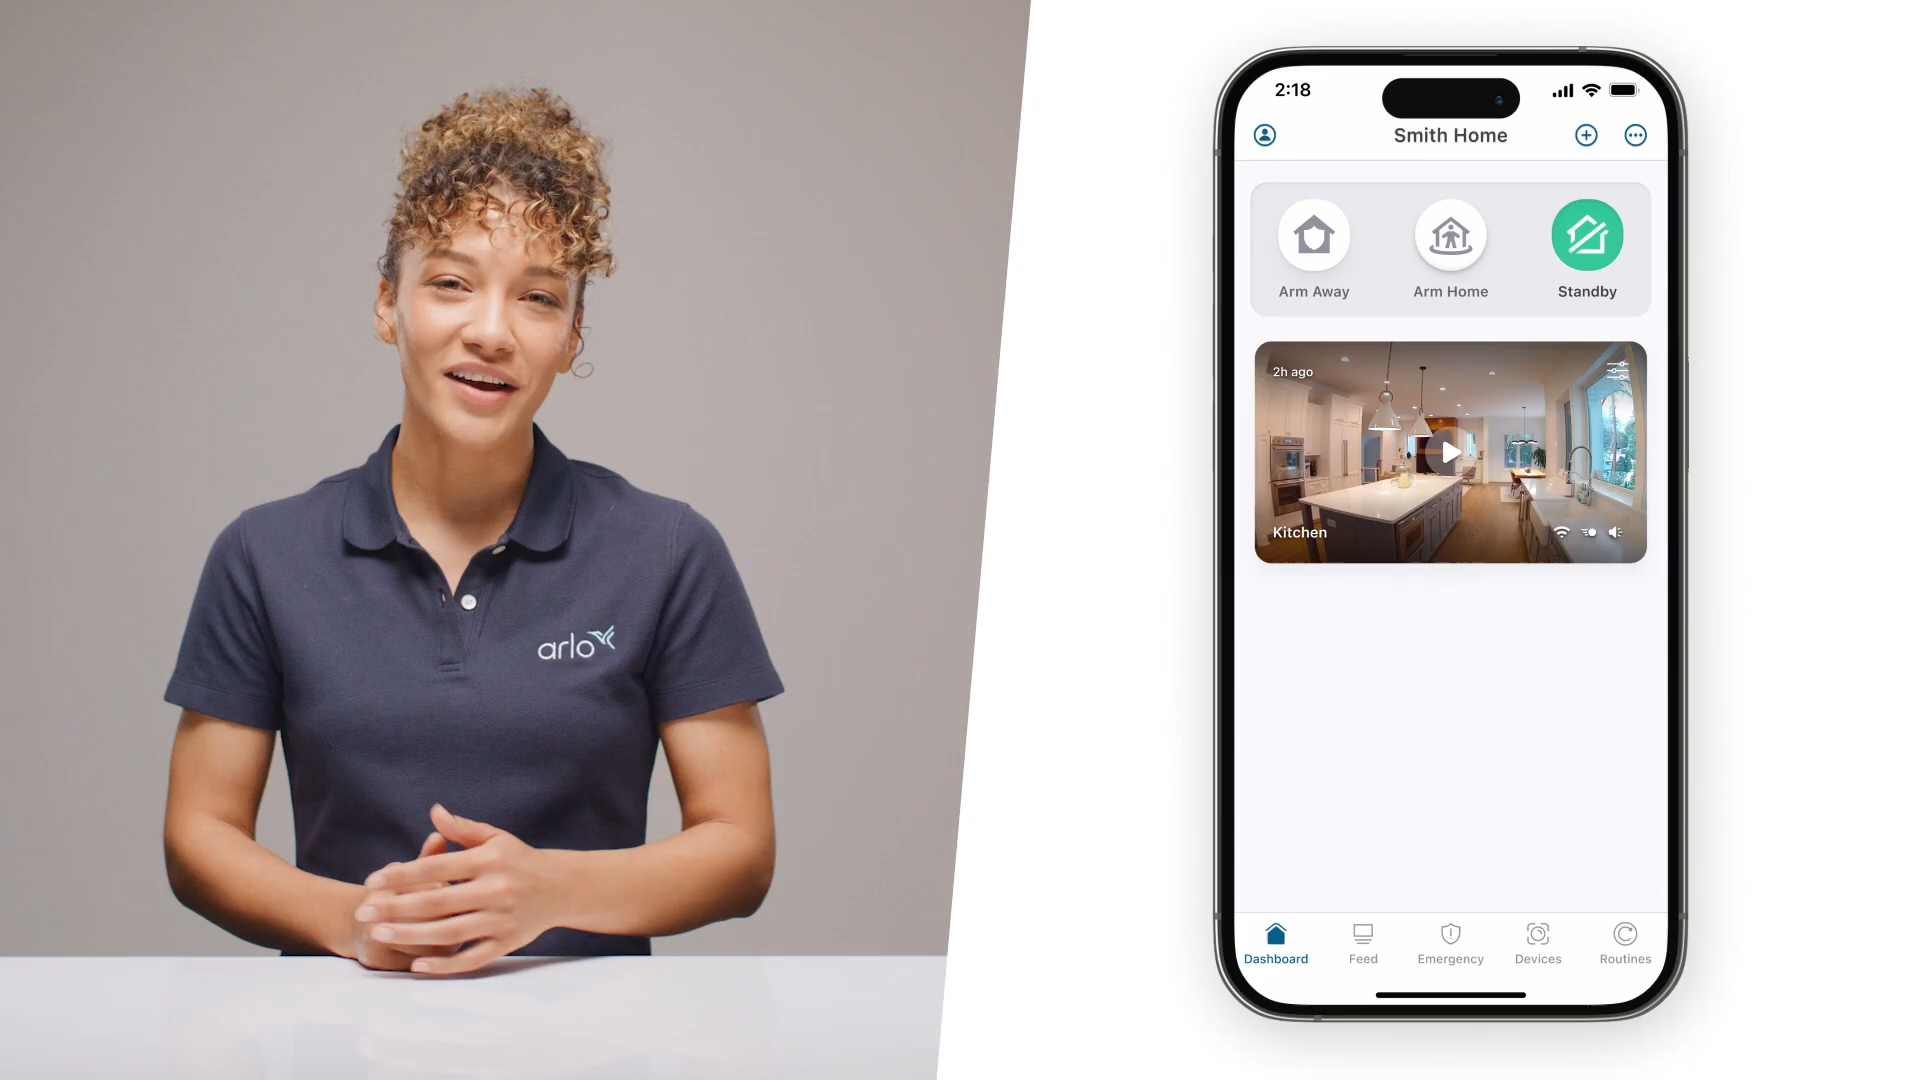 arlo
2:18
Smith Home
Arm Away
Arm Home
Standby
2h ago
Kitchen
Dashboard
Feed
Emergency
Devices
Routines